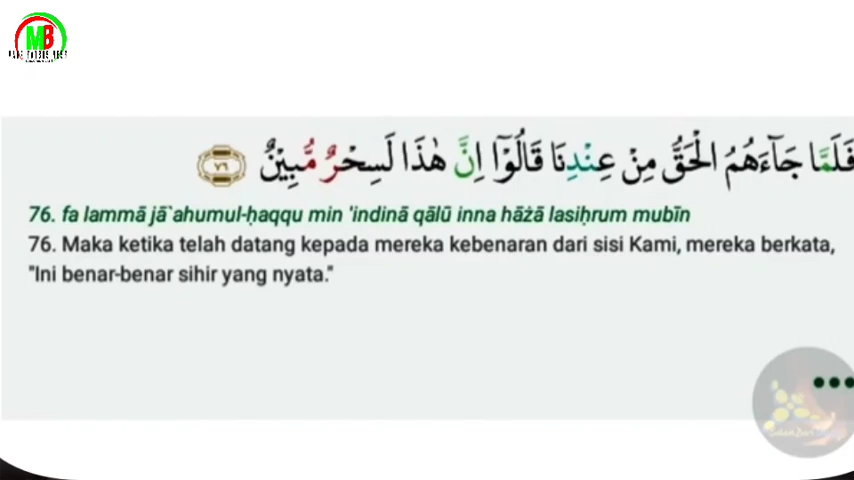 MB
فَلَمَّا جَاۤءَهُمُ الْحَقُّ مِنْ عِنْدِنَا قَالُوْٓا اِنَّ هٰذَا لَسِحْرٌ مُّبِيْنٌ ٧٦
76. fa lammā jā`ahumul-ḥaqqu min 'indinā qālū inna hāżā lasiḥrum mubīn
76. Maka ketika telah datang kepada mereka kebenaran dari sisi Kami, mereka berkata,
"Ini benar-benar sihir yang nyata."